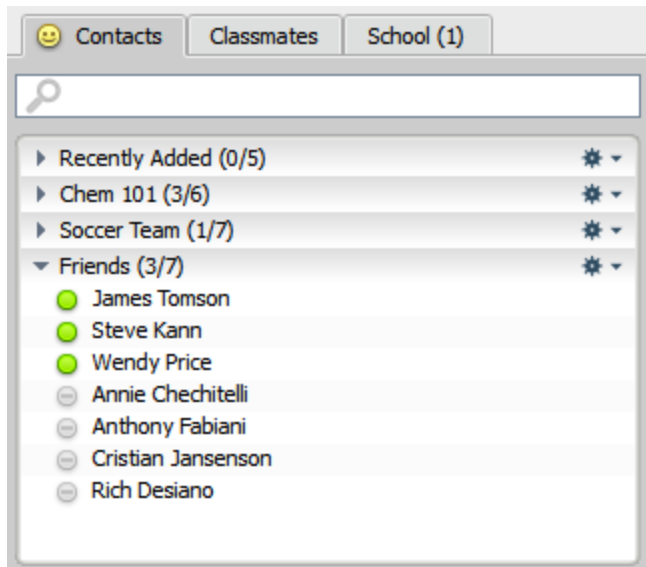 Contacts Classmates School (1)
Recently Added (0/5)
Chem 101 (3/6)
Soccer Team (1/7)
Friends (3/7)
James Tomson
Steve Kann
Wendy Price
Annie Chechitelli
Anthony Fabiani
Cristian Jansenson
Rich Desiano